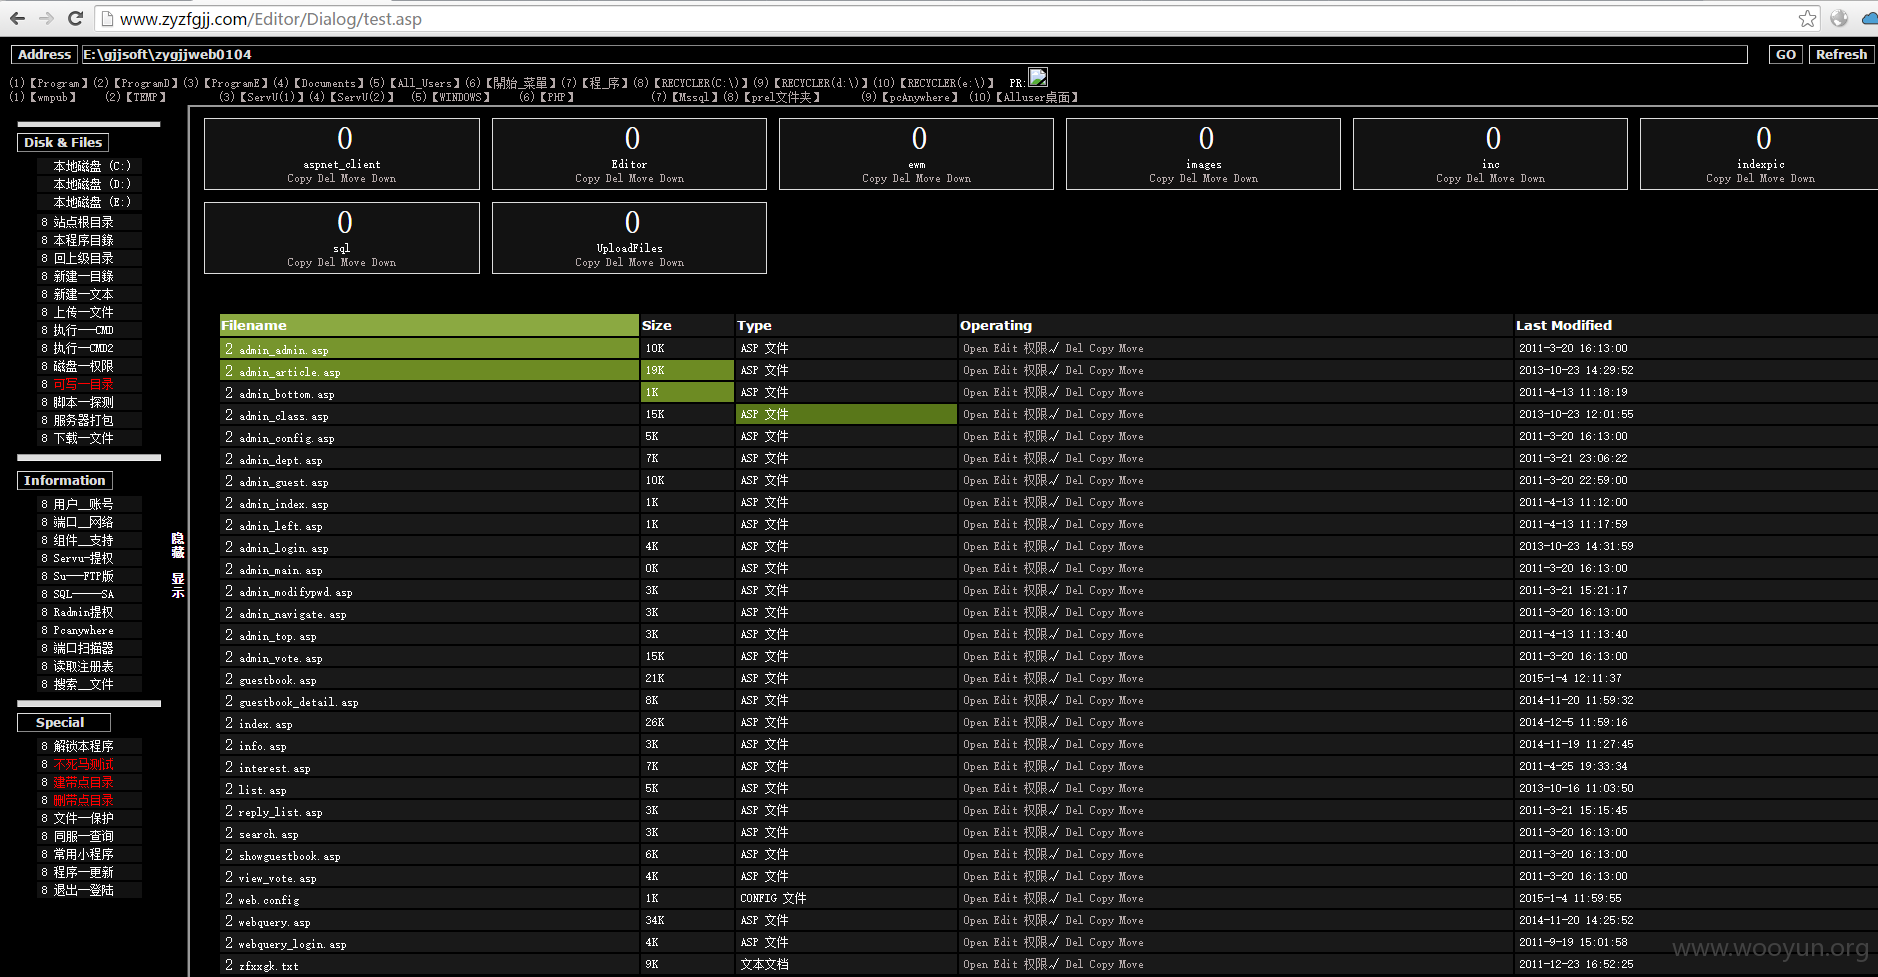 www.zyzfgjj.com/Editor/Dialog/test.asp
Address E:\gjjsoft\zygjjweb0104 GO Refresh
(1)【Program】(2)【ProgramD】(3)【ProgramE】(4)【Documents】(5)【All_Users】(6)【開始_菜單】(7)【程_序】(8)【RECYCLER(C:\)】(9)【RECYCLER(d:\)】(10)【RECYCLER(e:\)】 PR:
(1)【wmpub】 (2)【TEMP】 (3)【ServU(1)】(4)【ServU(2)】 (5)【WINDOWS】 (6)【PHP】 (7)【Mssql】(8)【prel文件夹】 (9)【pcAnywhere】 (10)【Alluser桌面】
Disk & Files
本地磁盘 (C:)
本地磁盘 (D:)
本地磁盘 (E:)
8 站点根目录
8 本程序目錄
8 回上级目录
8 新建一目錄
8 新建一文本
8 上传一文件
8 执行──CMD
8 执行一CMD2
8 磁盘一权限
8 可写一目录
8 脚本一探测
8 服务器打包
8 下载一文件
Information
8 用户__账号
8 端口__网络
8 组件__支持
8 Servu-提权
8 Su──FTP版
8 SQL───SA
8 Radmin提权
8 Pcanywhere
8 端口扫描器
8 读取注册表
8 搜索__文件
Special
8 解锁本程序
8 不死马测试
8 建带点目录
8 删带点目录
8 文件一保护
8 同服一查询
8 常用小程序
8 程序一更新
8 退出一登陆
隐藏
显示
0 0 0 0 0 0
aspnet_client Editor ewm images inc indexpic
Copy Del Move Down Copy Del Move Down Copy Del Move Down Copy Del Move Down Copy Del Move Down Copy Del Move Down
0 0
sql UploadFiles
Copy Del Move Down Copy Del Move Down
Filename Size Type Operating Last Modified
2 admin_admin.asp 10K ASP 文件 Open Edit 权限✓ Del Copy Move 2011-3-20 16:13:00
2 admin_article.asp 19K ASP 文件 Open Edit 权限✓ Del Copy Move 2013-10-23 14:29:52
2 admin_bottom.asp 1K ASP 文件 Open Edit 权限✓ Del Copy Move 2011-4-13 11:18:19
2 admin_class.asp 15K ASP 文件 Open Edit 权限✓ Del Copy Move 2013-10-23 12:01:55
2 admin_config.asp 5K ASP 文件 Open Edit 权限✓ Del Copy Move 2011-3-20 16:13:00
2 admin_dept.asp 7K ASP 文件 Open Edit 权限✓ Del Copy Move 2011-3-21 23:06:22
2 admin_guest.asp 10K ASP 文件 Open Edit 权限✓ Del Copy Move 2011-3-20 22:59:00
2 admin_index.asp 1K ASP 文件 Open Edit 权限✓ Del Copy Move 2011-4-13 11:12:00
2 admin_left.asp 1K ASP 文件 Open Edit 权限✓ Del Copy Move 2011-4-13 11:17:59
2 admin_login.asp 4K ASP 文件 Open Edit 权限✓ Del Copy Move 2013-10-23 14:31:59
2 admin_main.asp 0K ASP 文件 Open Edit 权限✓ Del Copy Move 2011-3-20 16:13:00
2 admin_modifypwd.asp 3K ASP 文件 Open Edit 权限✓ Del Copy Move 2011-3-21 15:21:17
2 admin_navigate.asp 3K ASP 文件 Open Edit 权限✓ Del Copy Move 2011-3-20 16:13:00
2 admin_top.asp 3K ASP 文件 Open Edit 权限✓ Del Copy Move 2011-4-13 11:13:40
2 admin_vote.asp 15K ASP 文件 Open Edit 权限✓ Del Copy Move 2011-3-20 16:13:00
2 guestbook.asp 21K ASP 文件 Open Edit 权限✓ Del Copy Move 2015-1-4 12:11:37
2 guestbook_detail.asp 8K ASP 文件 Open Edit 权限✓ Del Copy Move 2014-11-20 11:59:32
2 index.asp 26K ASP 文件 Open Edit 权限✓ Del Copy Move 2014-12-5 11:59:16
2 info.asp 3K ASP 文件 Open Edit 权限✓ Del Copy Move 2014-11-19 11:27:45
2 interest.asp 7K ASP 文件 Open Edit 权限✓ Del Copy Move 2011-4-25 19:33:34
2 list.asp 5K ASP 文件 Open Edit 权限✓ Del Copy Move 2013-10-16 11:03:50
2 reply_list.asp 3K ASP 文件 Open Edit 权限✓ Del Copy Move 2011-3-21 15:15:45
2 search.asp 3K ASP 文件 Open Edit 权限✓ Del Copy Move 2011-3-20 16:13:00
2 showguestbook.asp 6K ASP 文件 Open Edit 权限✓ Del Copy Move 2011-3-20 16:13:00
2 view_vote.asp 4K ASP 文件 Open Edit 权限✓ Del Copy Move 2011-3-20 16:13:00
2 web.config 1K CONFIG 文件 Open Edit 权限✓ Del Copy Move 2015-1-4 11:59:55
2 webquery.asp 34K ASP 文件 Open Edit 权限✓ Del Copy Move 2014-11-20 14:25:52
2 webquery_login.asp 4K ASP 文件 Open Edit 权限✓ Del Copy Move 2011-9-19 15:01:58
2 zfxxgk.txt 9K 文本文档 Open Edit 权限✓ Del Copy Move 2011-12-23 16:52:25
www.wooyun.org